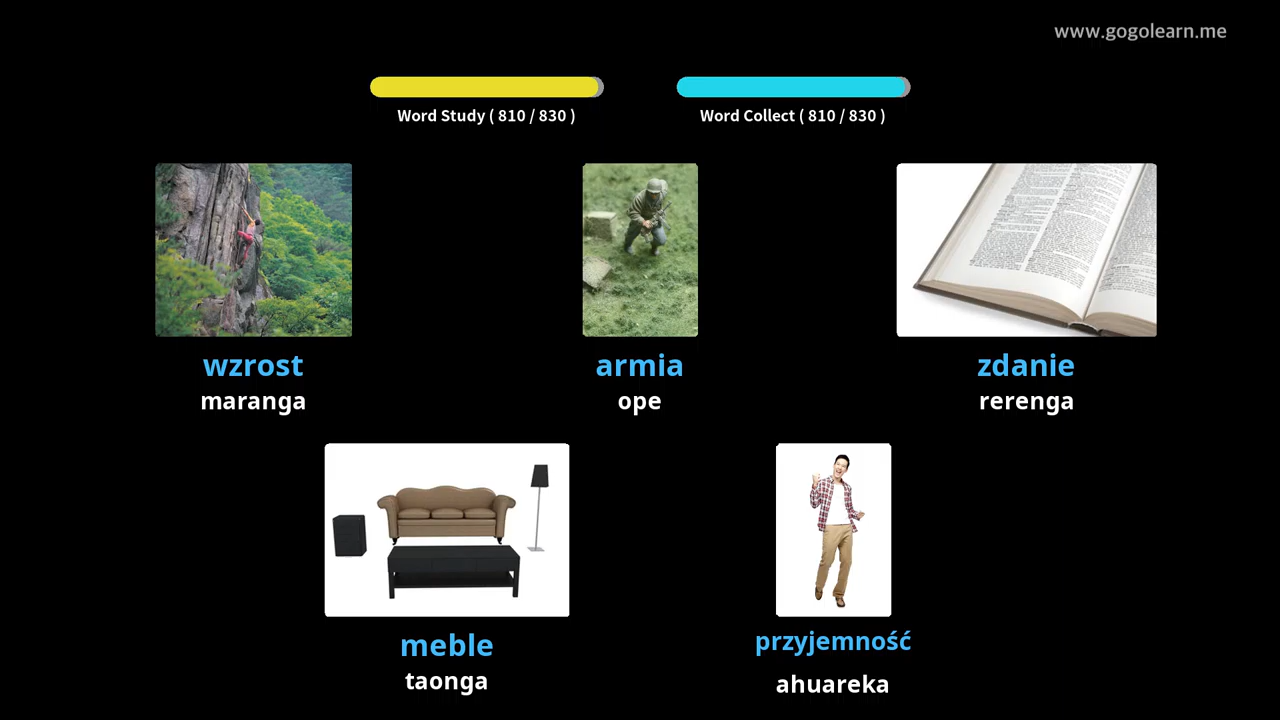 www.gogolearn.me
Word Study ( 810 / 830 )
Word Collect ( 810 / 830 )
wzrost
maranga
armia
ope
zdanie
rerenga
meble
taonga
przyjemność
ahuareka